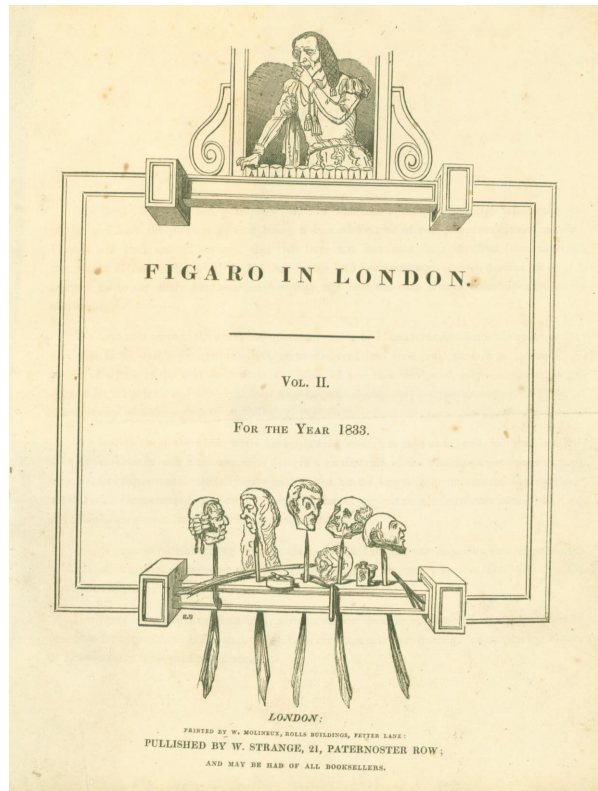 FIGARO IN LONDON.
VOL. II.
FOR THE YEAR 1833.
LONDON:
PRINTED BY W. MOLINEUX, ROLLS BUILDINGS, FETTER LANE:
PULLISHED BY W. STRANGE, 21, PATERNOSTER ROW;
AND MAY BE HAD OF ALL BOOKSELLERS.